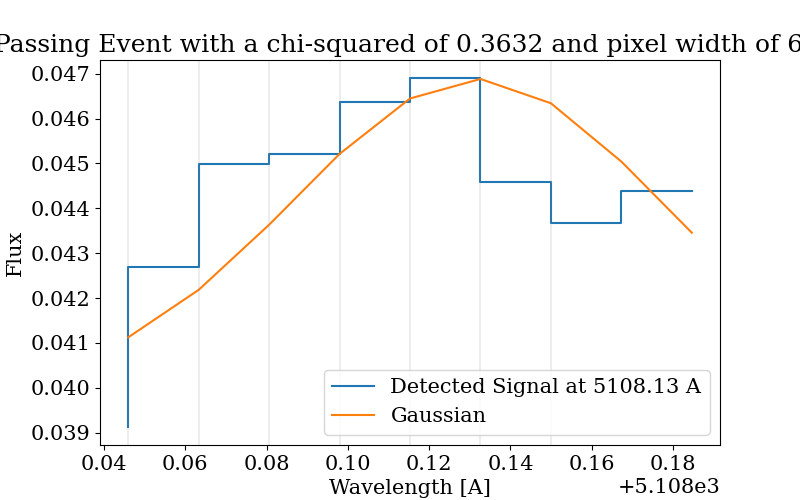 Passing Event with a chi-squared of 0.3632 and pixel width of 6
0.047
0.046
0.045
0.044
0.043
0.042
0.041
0.040
0.039
Flux
Detected Signal at 5108.13 A
Gaussian
0.04 0.06 0.08 0.10 0.12 0.14 0.16 0.18
Wavelength [A]
+5.108e3